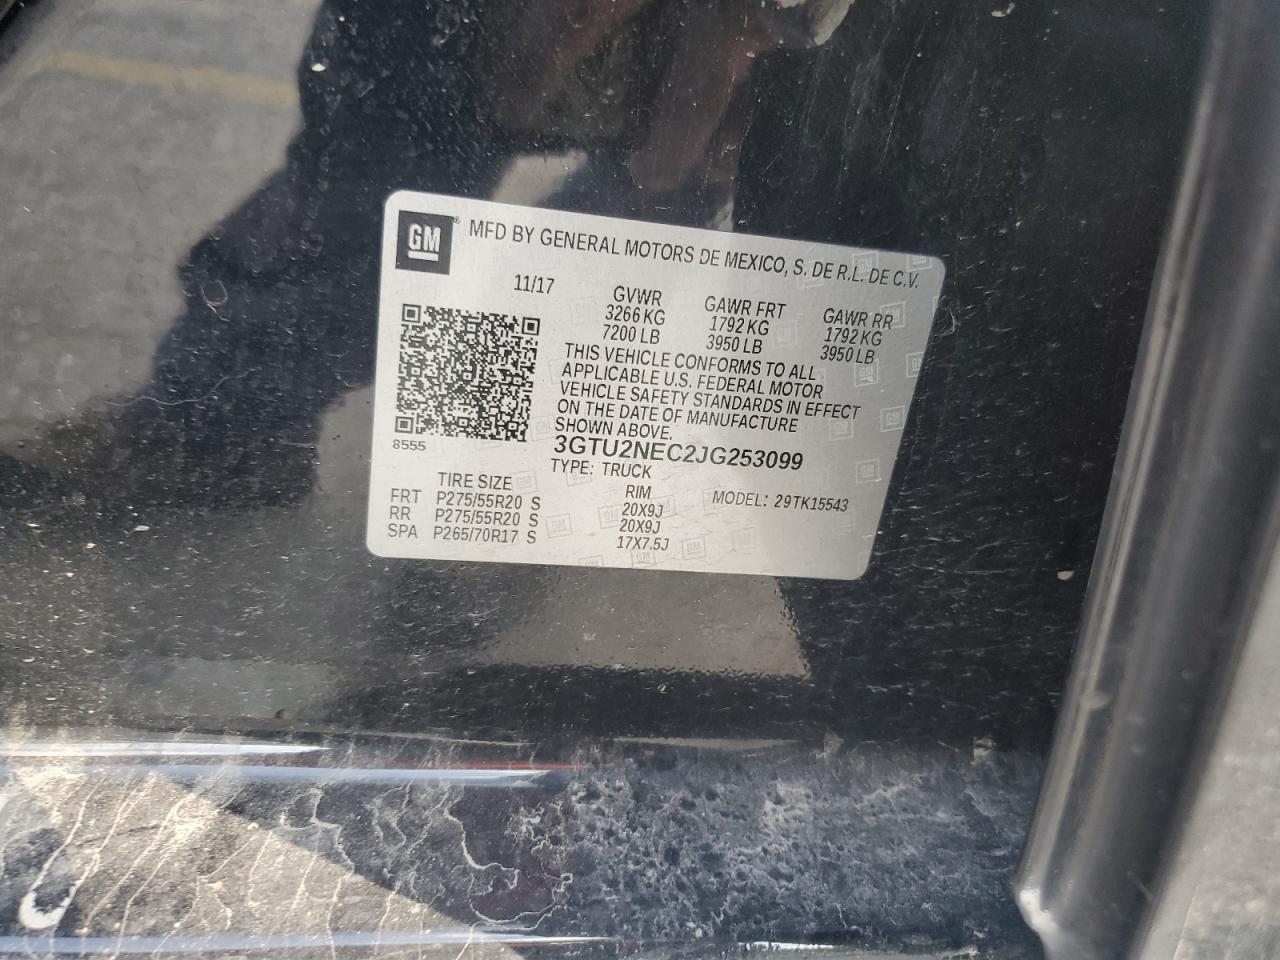 GM ® MFD BY GENERAL MOTORS DE MEXICO, S. DE R.L. DE C.V.
11/17 GVWR GAWR FRT GAWR RR
3266 KG 1792 KG 1792 KG
7200 LB 3950 LB 3950 LB
THIS VEHICLE CONFORMS TO ALL
APPLICABLE U.S. FEDERAL MOTOR
VEHICLE SAFETY STANDARDS IN EFFECT
ON THE DATE OF MANUFACTURE
SHOWN ABOVE.
8555
3GTU2NEC2JG253099
TYPE: TRUCK
TIRE SIZE RIM MODEL: 29TK15543
FRT P275/55R20 S 20X9J
RR P275/55R20 S 20X9J
SPA P265/70R17 S 17X7.5J